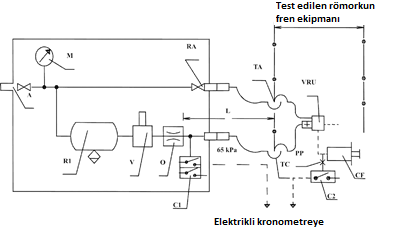 Test edilen römorkun
fren ekipmanı
M
RA
TA
VRU
A
L
R1
V
O
65 kPa
PP
TC
CF
C1
C2
Elektrikli kronometreye